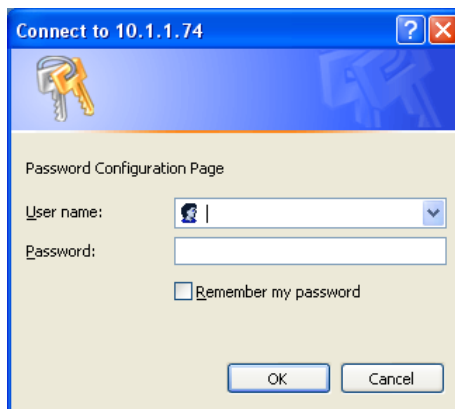 Connect to 10.1.1.74
Password Configuration Page
User name:
Password:
Remember my password
OK Cancel